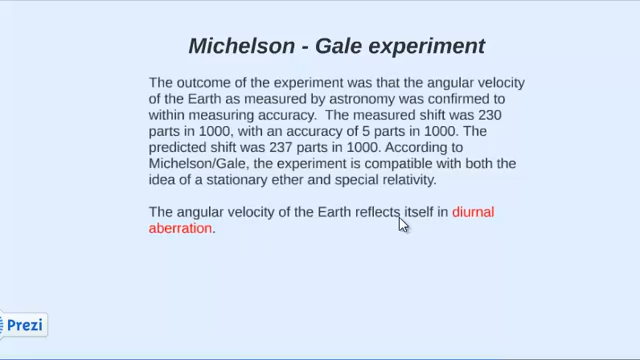 Michelson - Gale experiment
The outcome of the experiment was that the angular velocity
of the Earth as measured by astronomy was confirmed to
within measuring accuracy. The measured shift was 230
parts in 1000, with an accuracy of 5 parts in 1000. The
predicted shift was 237 parts in 1000. According to
Michelson/Gale, the experiment is compatible with both the
idea of a stationary ether and special relativity.
The angular velocity of the Earth reflects itself in diurnal
aberration.
Prezi